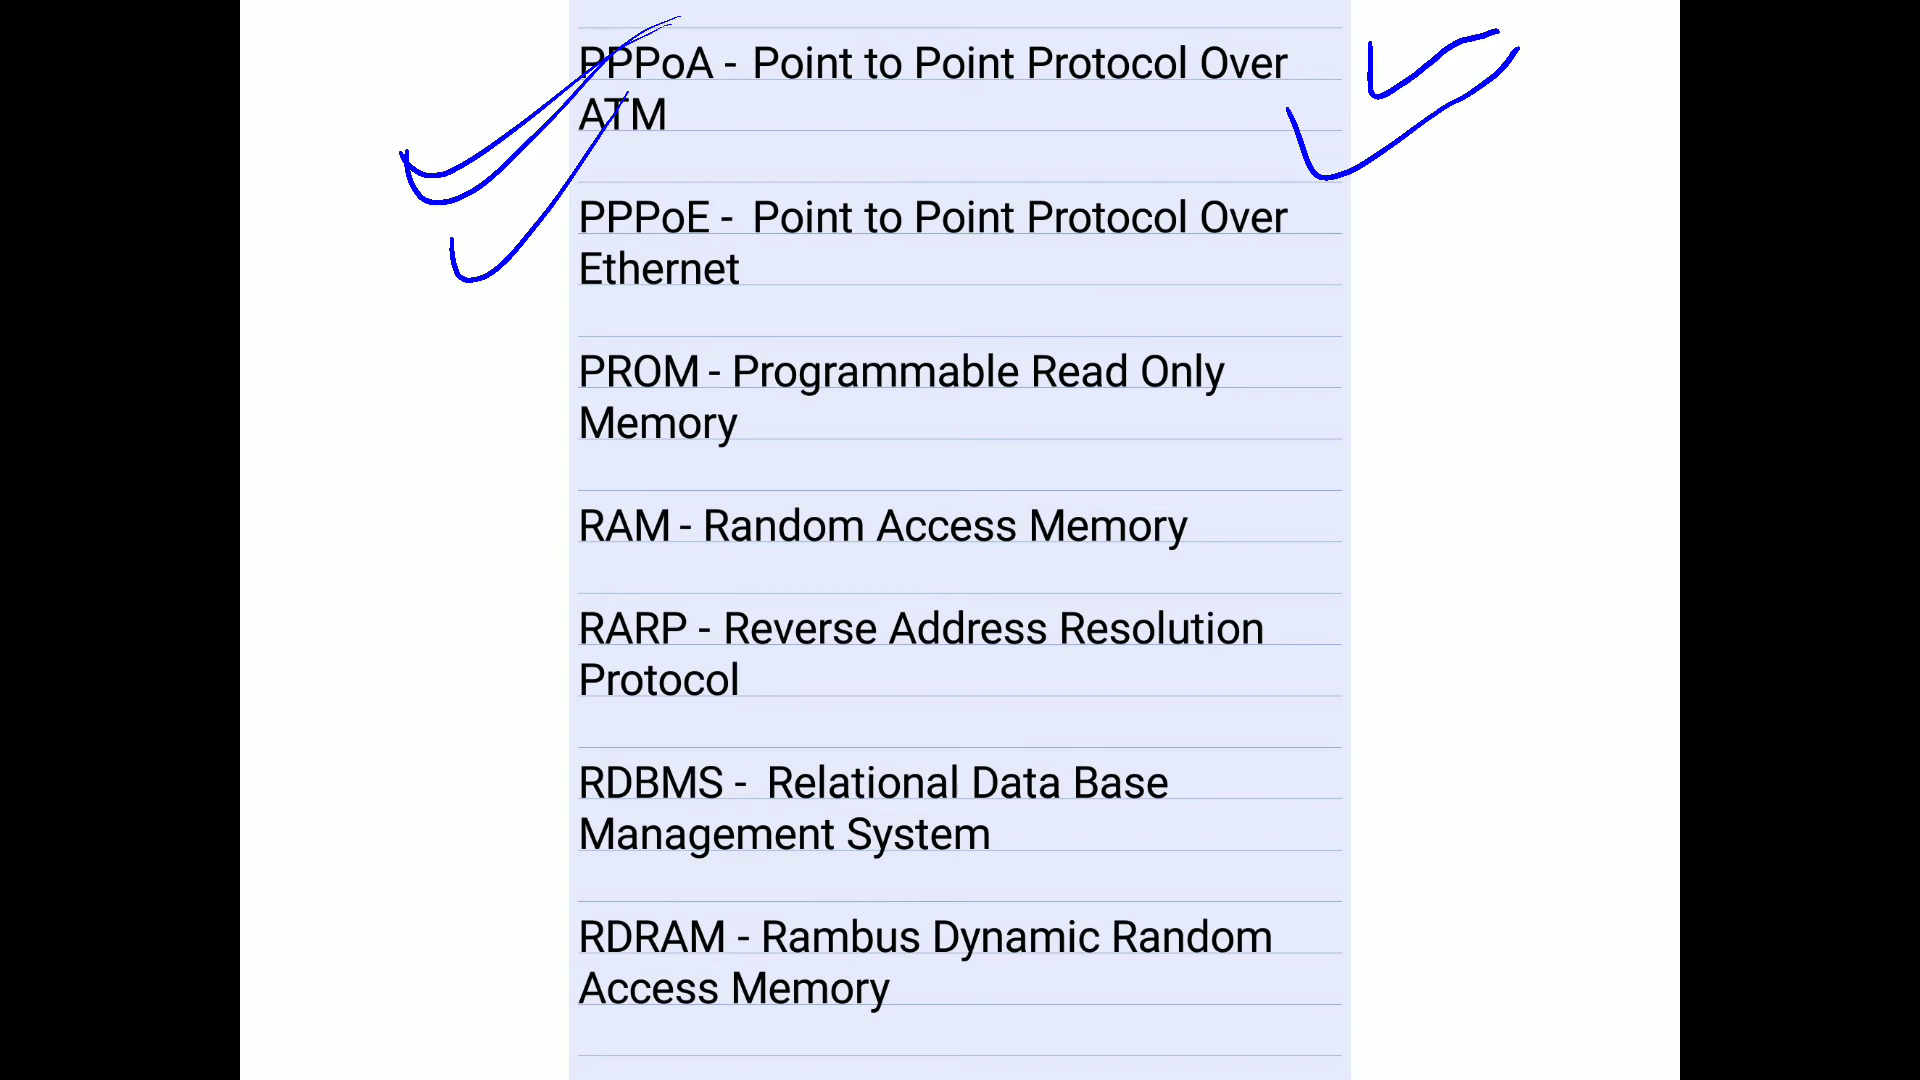 PPPoA - Point to Point Protocol Over
ATM
PPPoE - Point to Point Protocol Over
Ethernet
PROM - Programmable Read Only
Memory
RAM - Random Access Memory
RARP - Reverse Address Resolution
Protocol
RDBMS - Relational Data Base
Management System
RDRAM - Rambus Dynamic Random
Access Memory